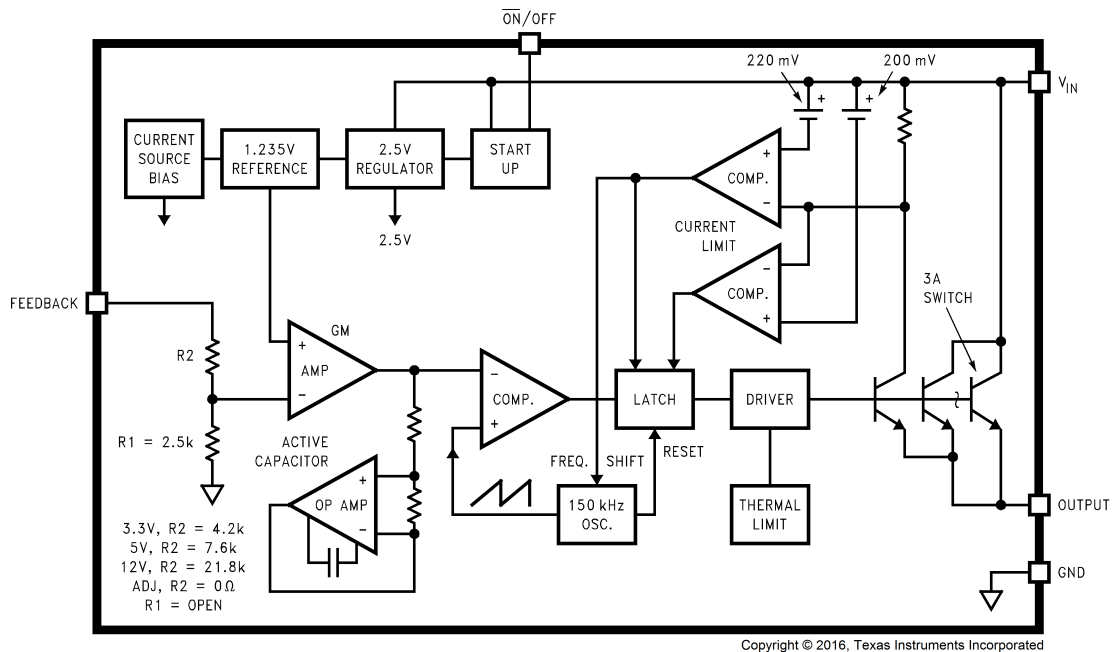 ON/OFF
220 mV
200 mV
VIN
CURRENT
SOURCE
BIAS
1.235V
REFERENCE
2.5V
REGULATOR
START
UP
+
+
+
COMP.
−
2.5V
CURRENT
LIMIT
−
COMP.
+
3A
SWITCH
FEEDBACK
GM
R2
+
AMP
−
−
COMP.
+
LATCH
DRIVER
R1 = 2.5k
ACTIVE
CAPACITOR
FREQ. SHIFT
RESET
+
OP AMP
−
150 kHz
OSC.
THERMAL
LIMIT
OUTPUT
3.3V, R2 = 4.2k
5V, R2 = 7.6k
12V, R2 = 21.8k
ADJ, R2 = 0Ω
R1 = OPEN
GND
Copyright © 2016, Texas Instruments Incorporated